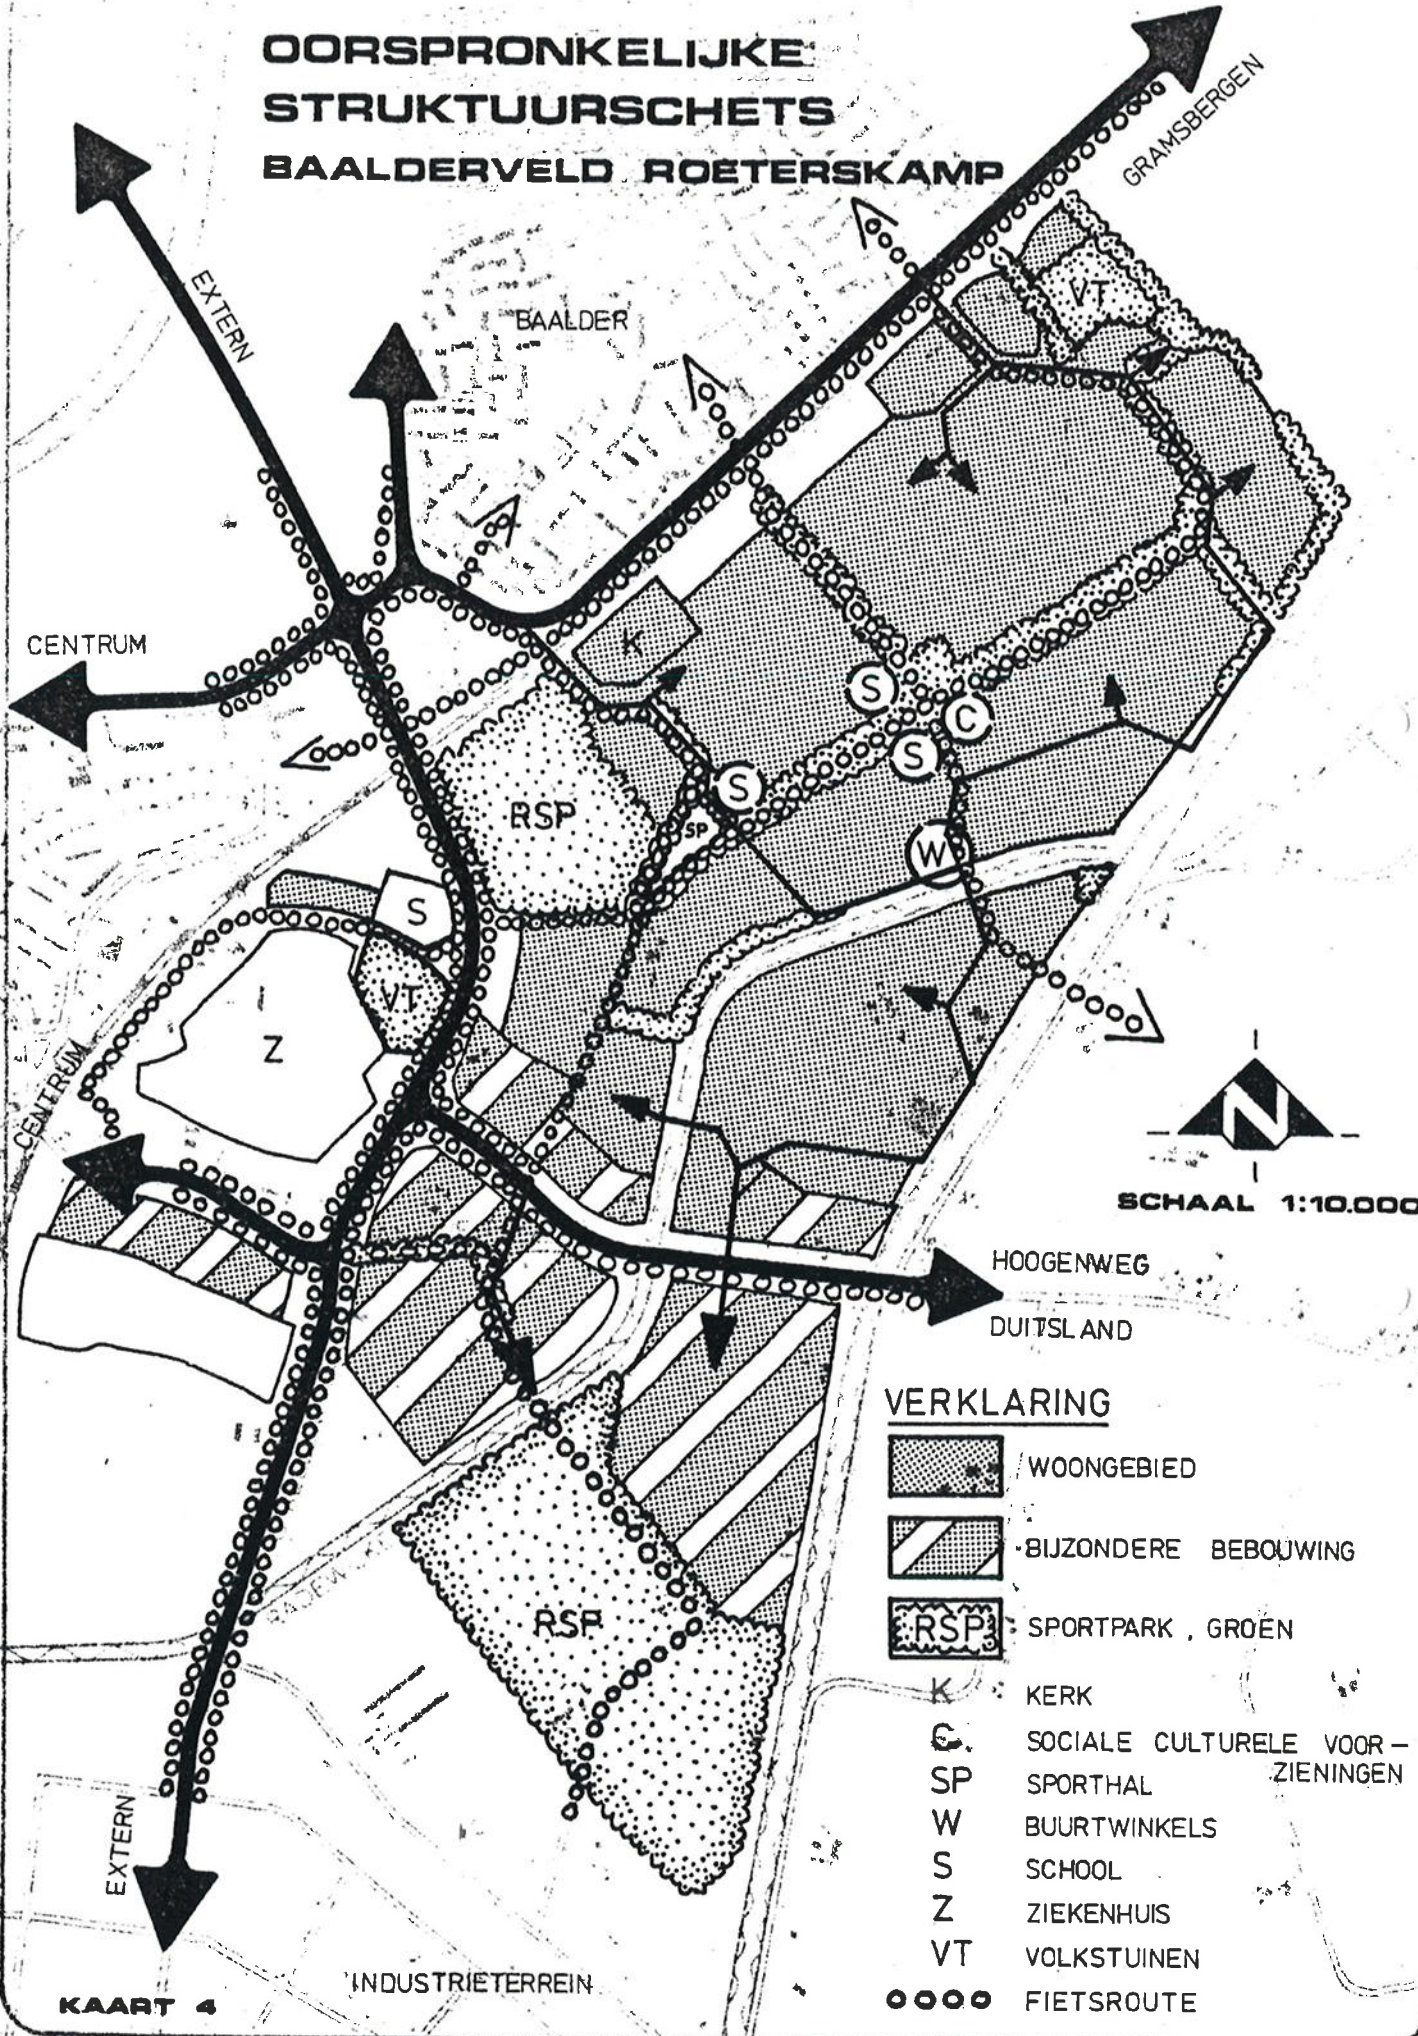 OORSPRONKELIJKE
STRUKTUURSCHETS
BAALDERVELD ROETERSKAMP
GRAMSBERGEN
EXTERN
BAALDER
VT
CENTRUM
K
S
C
S
RSP
S
SP
W
S
VT
Z
CENTRUM
N
SCHAAL 1:10.000
HOOGENWEG
DUITSLAND
VERKLARING
WOONGEBIED
BIJZONDERE BEBOUWING
RSP SPORTPARK, GROEN
RSP
K KERK
C. SOCIALE CULTURELE VOOR-
ZIENINGEN
SP SPORTHAL
W BUURTWINKELS
S SCHOOL
Z ZIEKENHUIS
VT VOLKSTUINEN
FIETSROUTE
EXTERN
INDUSTRIETERREIN
KAART 4